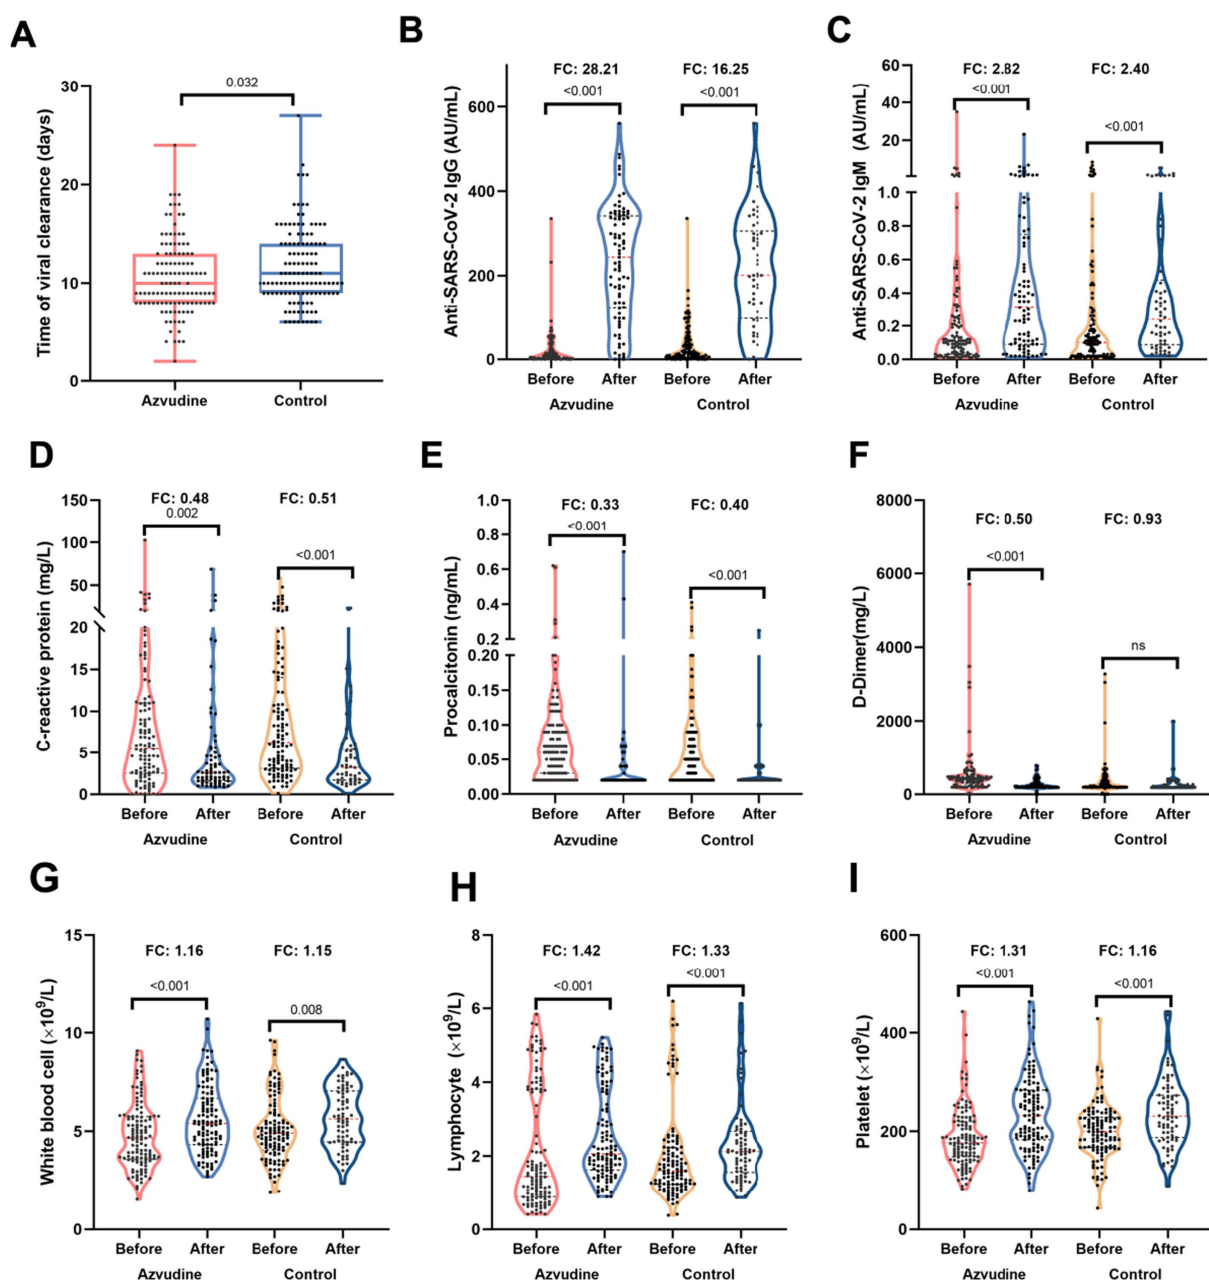 A
Time of viral clearance (days)
30
20
10
0
0.032
Azvudine
Control
B
Anti-SARS-CoV-2 IgG (AU/mL)
600
400
200
0
FC: 28.21
FC: 16.25
<0.001
<0.001
Before
After
Before
After
Azvudine
Control
C
Anti-SARS-CoV-2 IgM (AU/mL)
60
40
20
1.0
0.8
0.6
0.4
0.2
0.0
FC: 2.82
FC: 2.40
<0.001
<0.001
Before
After
Before
After
Azvudine
Control
D
C-reactive protein (mg/L)
150
100
50
20
15
10
5
0
FC: 0.48
FC: 0.51
0.002
<0.001
Before
After
Before
After
Azvudine
Control
E
Procalcitonin (ng/mL)
1.0
0.8
0.6
0.4
0.2
0.20
0.15
0.10
0.05
0.00
FC: 0.33
FC: 0.40
<0.001
<0.001
Before
After
Before
After
Azvudine
Control
F
D-Dimer(mg/L)
8000
6000
4000
2000
0
FC: 0.50
FC: 0.93
<0.001
ns
Before
After
Before
After
Azvudine
Control
G
White blood cell (×10⁹/L)
15
10
5
0
FC: 1.16
FC: 1.15
<0.001
0.008
Before
After
Before
After
Azvudine
Control
H
Lymphocyte (×10⁹/L)
8
6
4
2
0
FC: 1.42
FC: 1.33
<0.001
<0.001
Before
After
Before
After
Azvudine
Control
I
Platelet (×10⁹/L)
600
400
200
0
FC: 1.31
FC: 1.16
<0.001
<0.001
Before
After
Before
After
Azvudine
Control